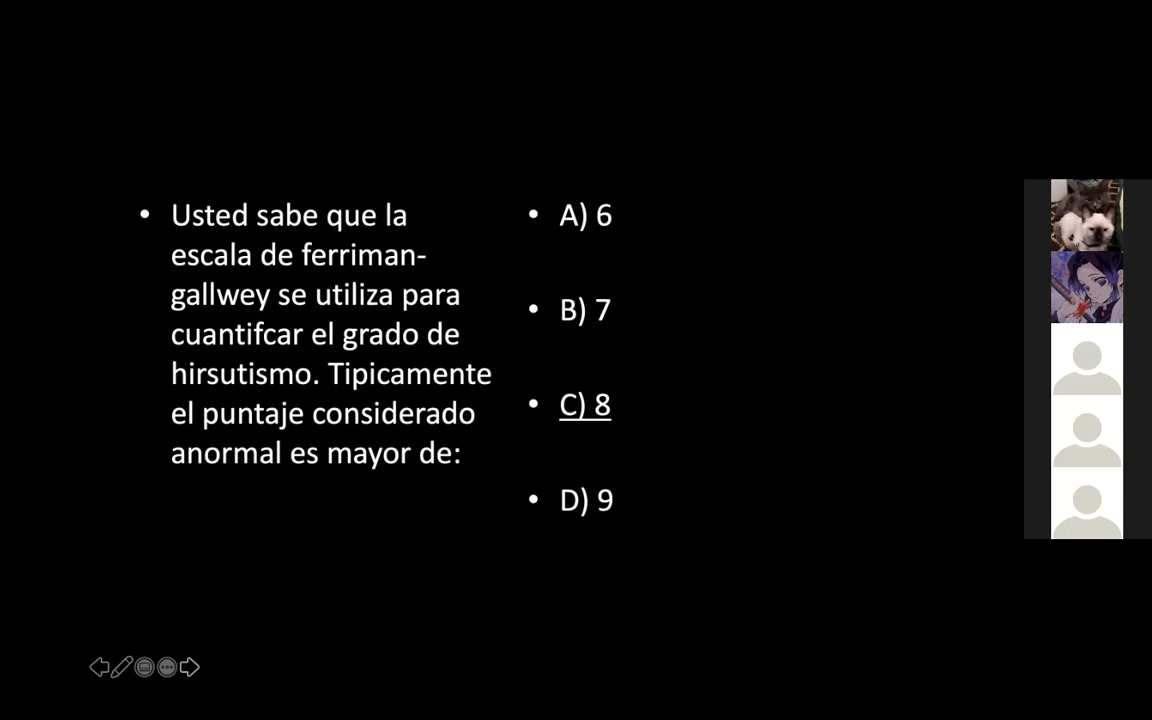 • Usted sabe que la
escala de ferriman-
gallwey se utiliza para
cuantifcar el grado de
hirsutismo. Tipicamente
el puntaje considerado
anormal es mayor de:
• A) 6
• B) 7
• C) 8
• D) 9